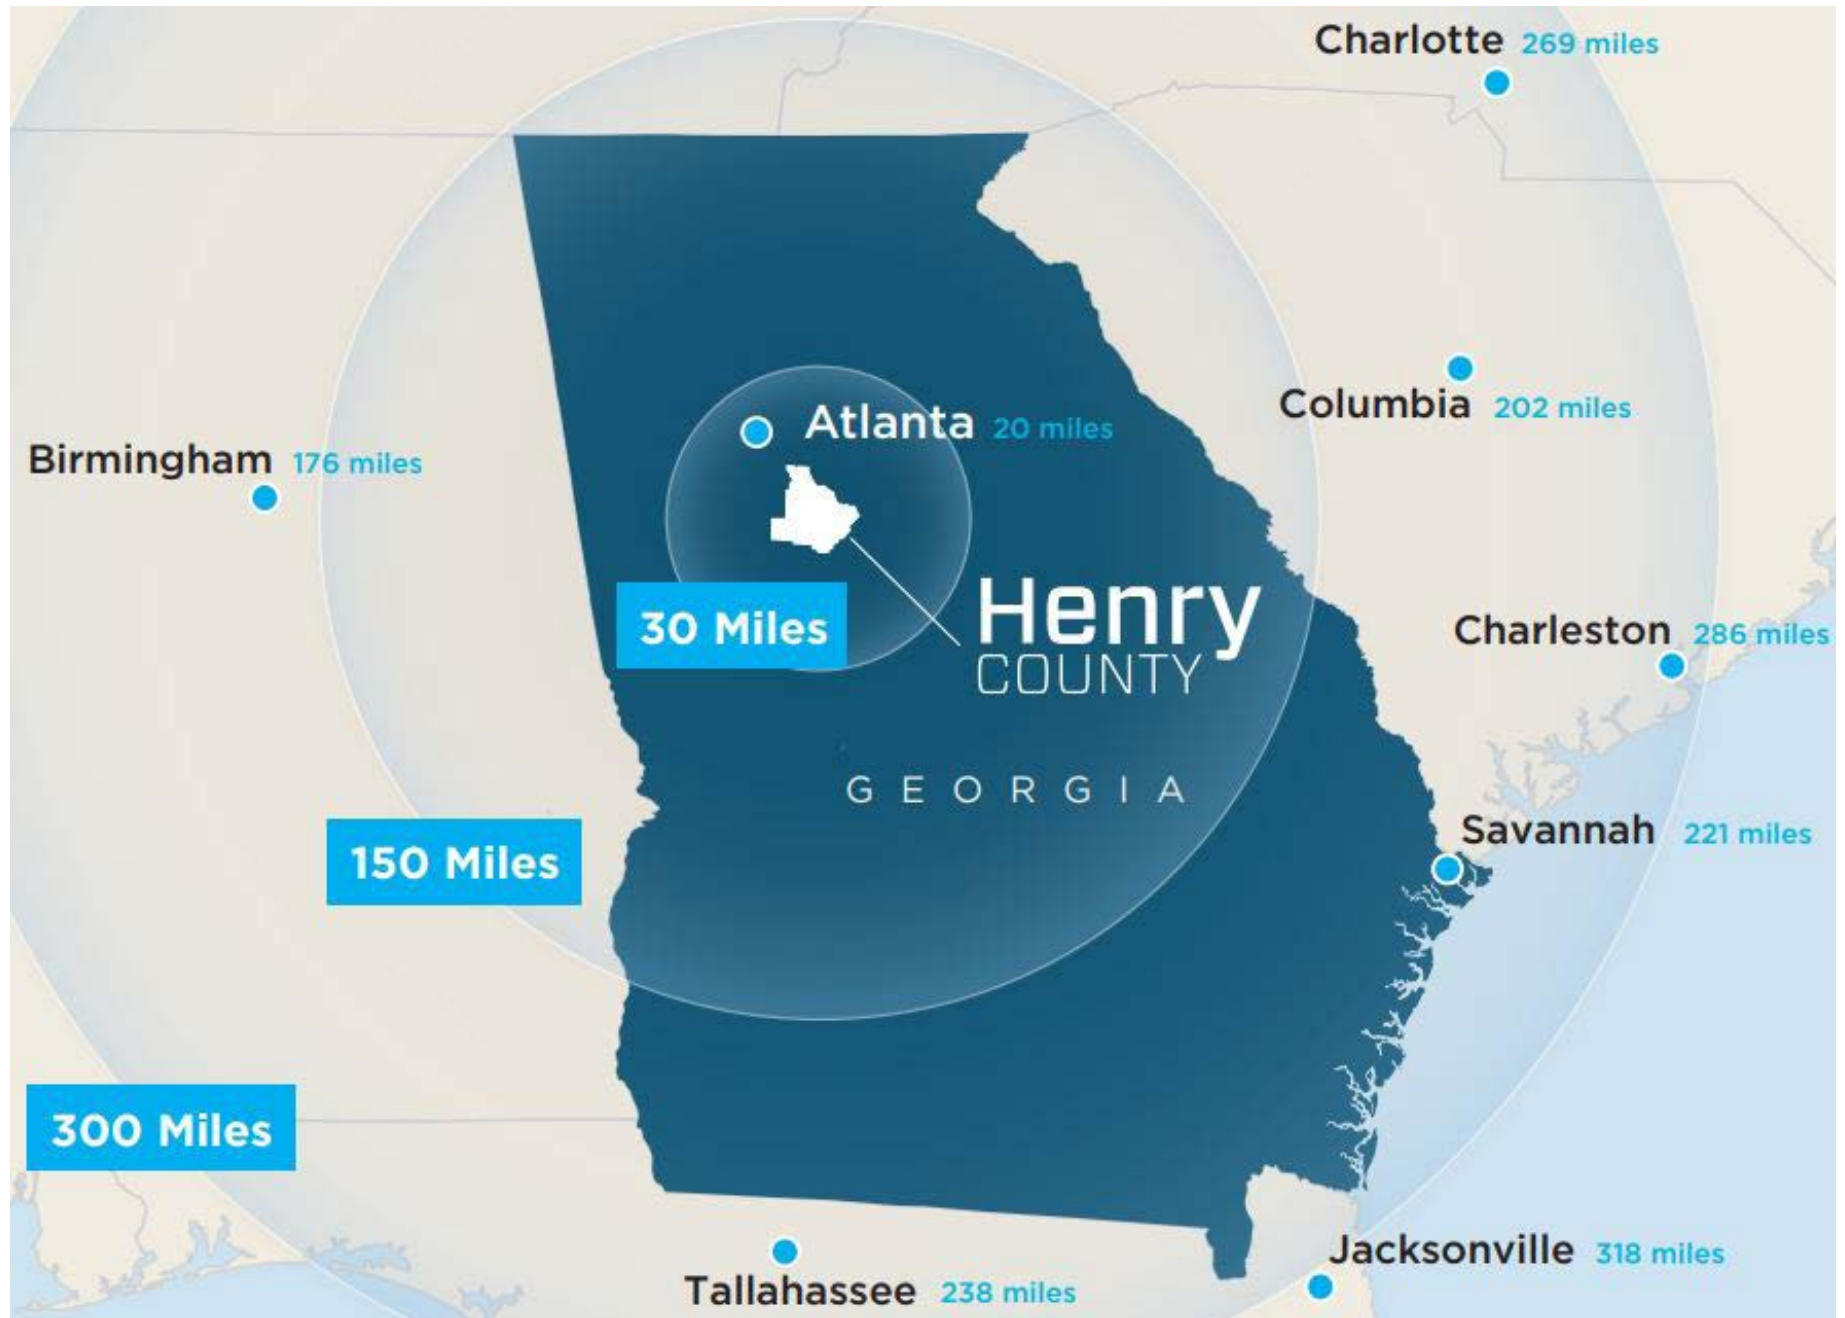 Charlotte 269 miles
Columbia 202 miles
Atlanta 20 miles
Birmingham 176 miles
Henry
COUNTY
30 Miles
Charleston 286 miles
GEORGIA
Savannah 221 miles
150 Miles
300 Miles
Jacksonville 318 miles
Tallahassee 238 miles